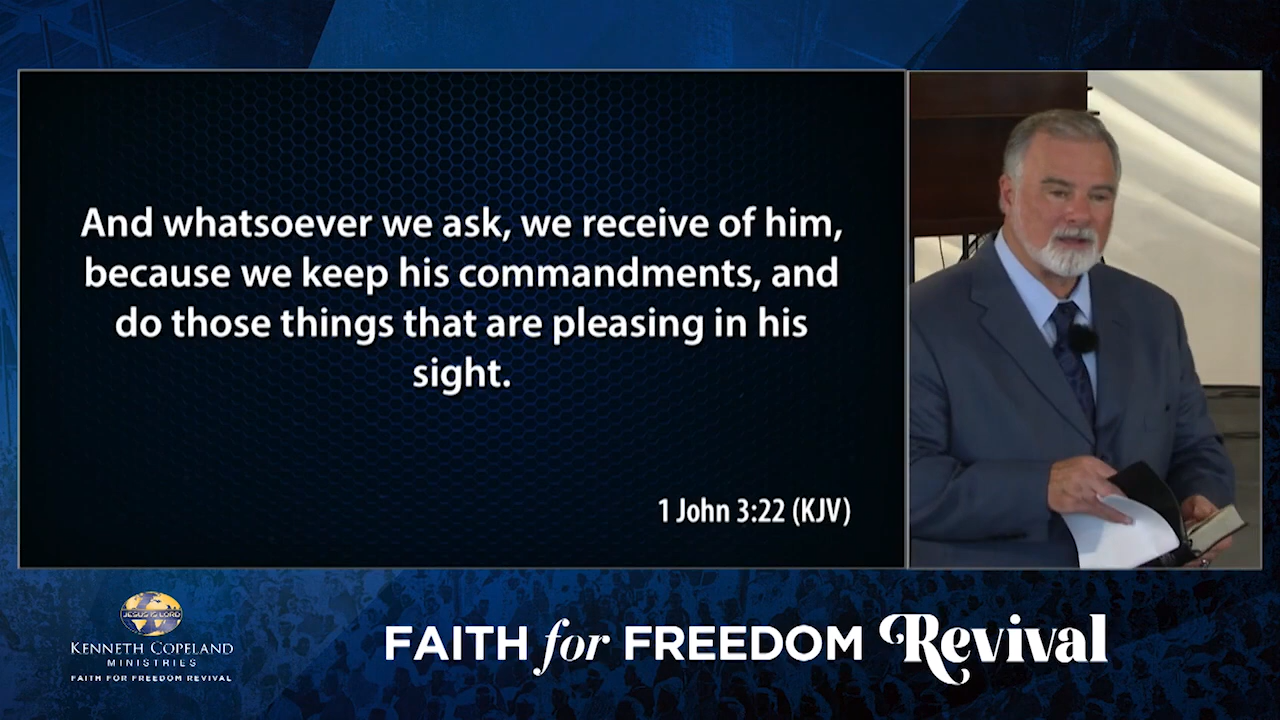 And whatsoever we ask, we receive of him,
because we keep his commandments, and
do those things that are pleasing in his
sight.
1 John 3:22 (KJV)
JESUS IS LORD
KENNETH COPELAND
MINISTRIES
FAITH FOR FREEDOM REVIVAL
FAITH for FREEDOM Revival